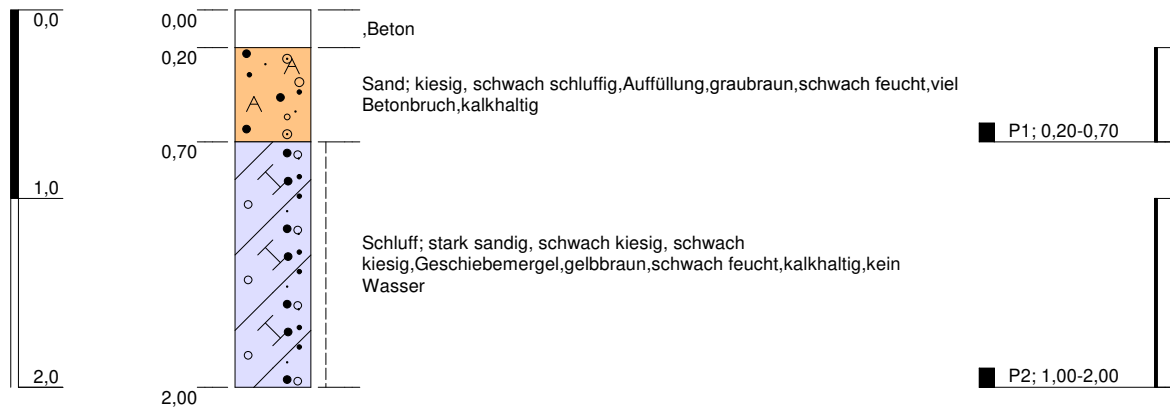 0,0
0,00
,Beton
0,20
Sand; kiesig, schwach schluffig,Auffüllung,graubraun,schwach feucht,viel
Betonbruch,kalkhaltig
A
A
P1; 0,20-0,70
0,70
1,0
Schluff; stark sandig, schwach kiesig, schwach
kiesig,Geschiebemergel,gelbbraun,schwach feucht,kalkhaltig,kein
Wasser
2,0
P2; 1,00-2,00
2,00